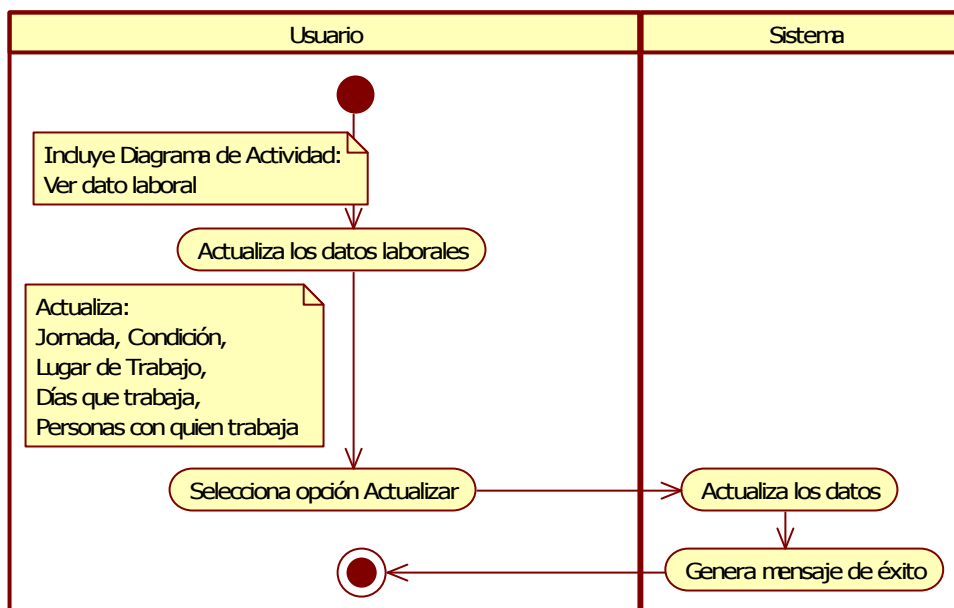 Usuario
Sistema
Incluye Diagrama de Actividad:
Ver dato laboral
Actualiza los datos laborales
Actualiza:
Jornada, Condición,
Lugar de Trabajo,
Días que trabaja,
Personas con quien trabaja
Selecciona opción Actualizar
Actualiza los datos
Genera mensaje de éxito